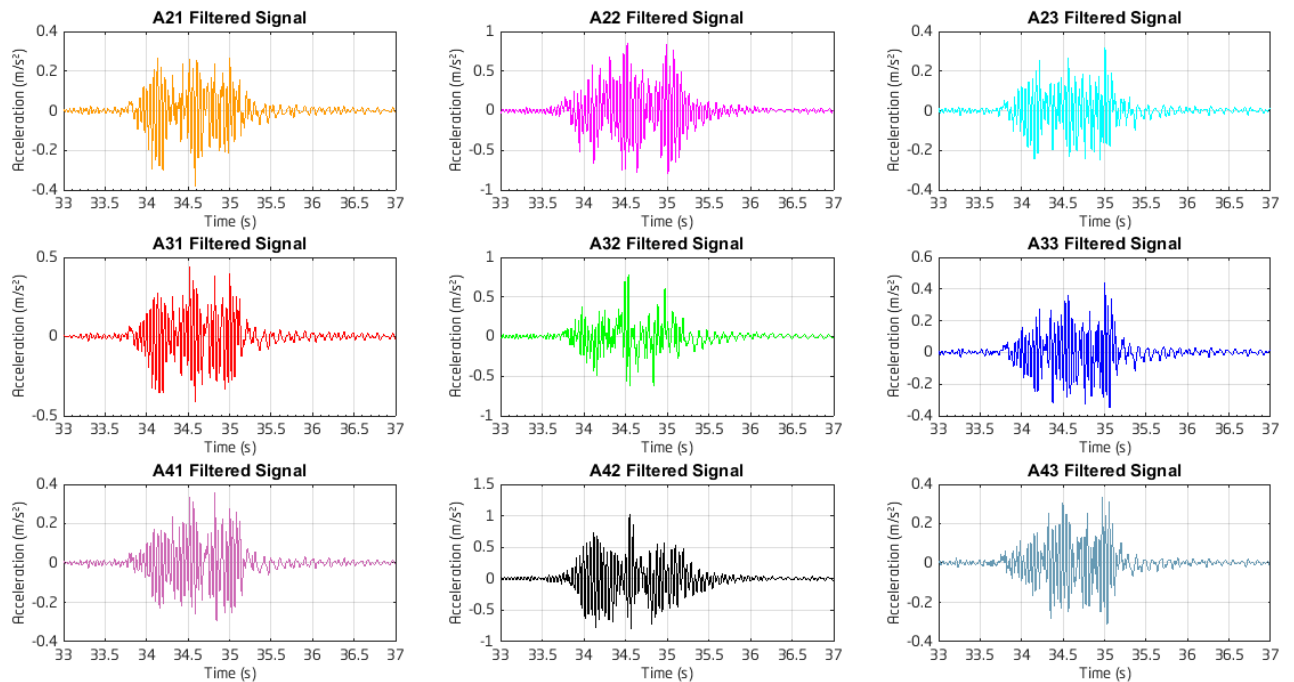 A21 Filtered Signal
A22 Filtered Signal
A23 Filtered Signal
Acceleration (m/s²)
0.4
0.2
0
-0.2
-0.4
33 33.5 34 34.5 35 35.5 36 36.5 37
Time (s)
Acceleration (m/s²)
1
0.5
0
-0.5
-1
33 33.5 34 34.5 35 35.5 36 36.5 37
Time (s)
Acceleration (m/s²)
0.4
0.2
0
-0.2
-0.4
33 33.5 34 34.5 35 35.5 36 36.5 37
Time (s)
A31 Filtered Signal
A32 Filtered Signal
A33 Filtered Signal
Acceleration (m/s²)
0.5
0
-0.5
33 33.5 34 34.5 35 35.5 36 36.5 37
Time (s)
Acceleration (m/s²)
1
0.5
0
-0.5
-1
33 33.5 34 34.5 35 35.5 36 36.5 37
Time (s)
Acceleration (m/s²)
0.6
0.4
0.2
0
-0.2
-0.4
33 33.5 34 34.5 35 35.5 36 36.5 37
Time (s)
A41 Filtered Signal
A42 Filtered Signal
A43 Filtered Signal
Acceleration (m/s²)
0.4
0.2
0
-0.2
-0.4
33 33.5 34 34.5 35 35.5 36 36.5 37
Time (s)
Acceleration (m/s²)
1.5
1
0.5
0
-0.5
-1
33 33.5 34 34.5 35 35.5 36 36.5 37
Time (s)
Acceleration (m/s²)
0.4
0.2
0
-0.2
-0.4
33 33.5 34 34.5 35 35.5 36 36.5 37
Time (s)